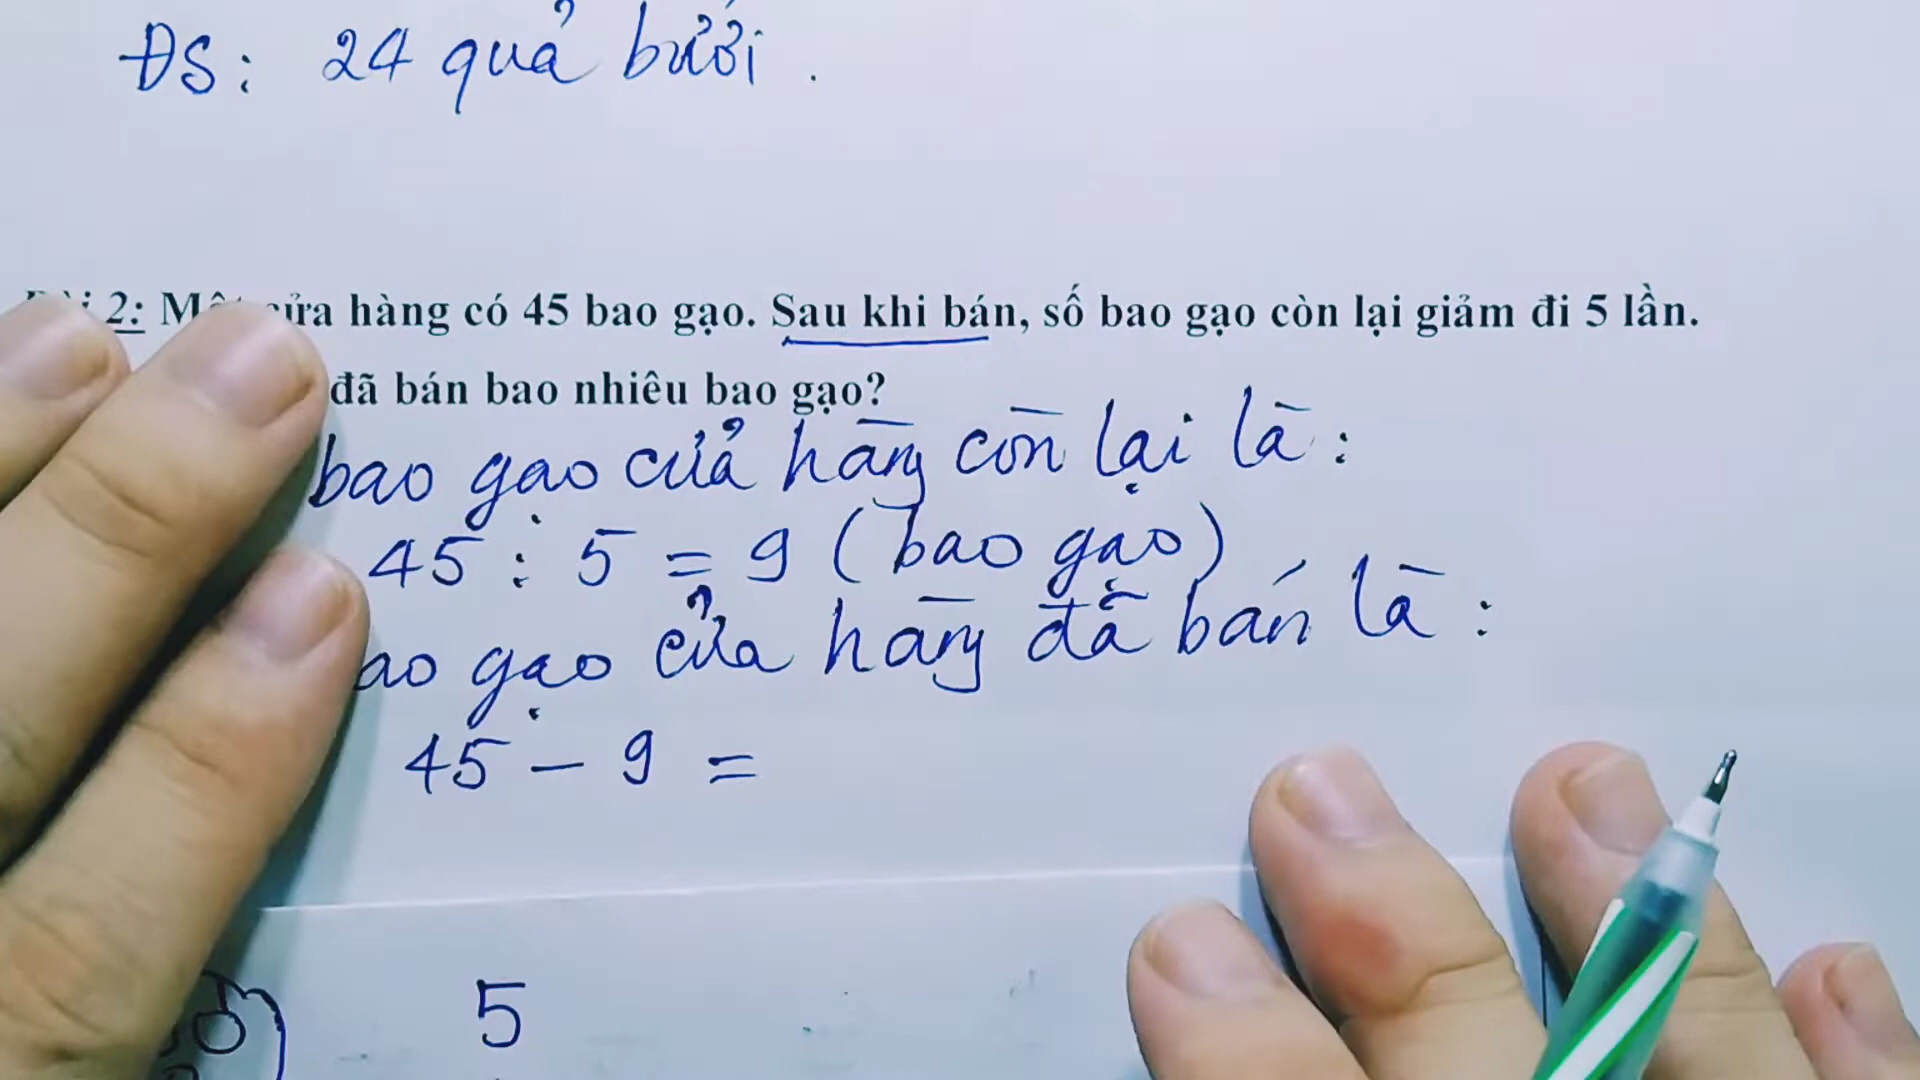 ĐS: 24 quả bưởi.
2: Một cửa hàng có 45 bao gạo. Sau khi bán, số bao gạo còn lại giảm đi 5 lần.
đã bán bao nhiêu bao gạo?
bao gạo cửa hàng còn lại là:
45 : 5 = 9 (bao gạo)
ao gạo cửa hàng đã bán là:
45 - 9 =
5